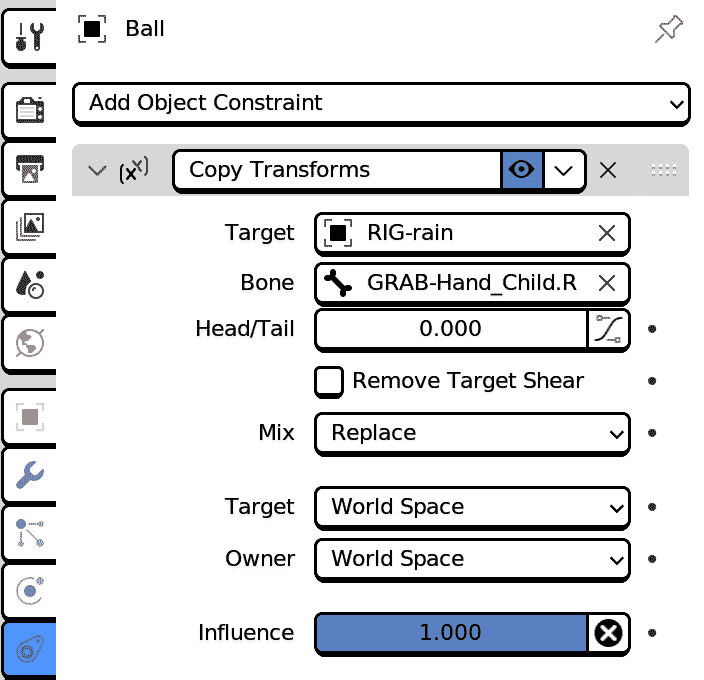 Ball
Add Object Constraint
(x^x) Copy Transforms
Target RIG-rain
Bone GRAB-Hand_Child.R
Head/Tail 0.000
Remove Target Shear
Mix Replace
Target World Space
Owner World Space
Influence 1.000